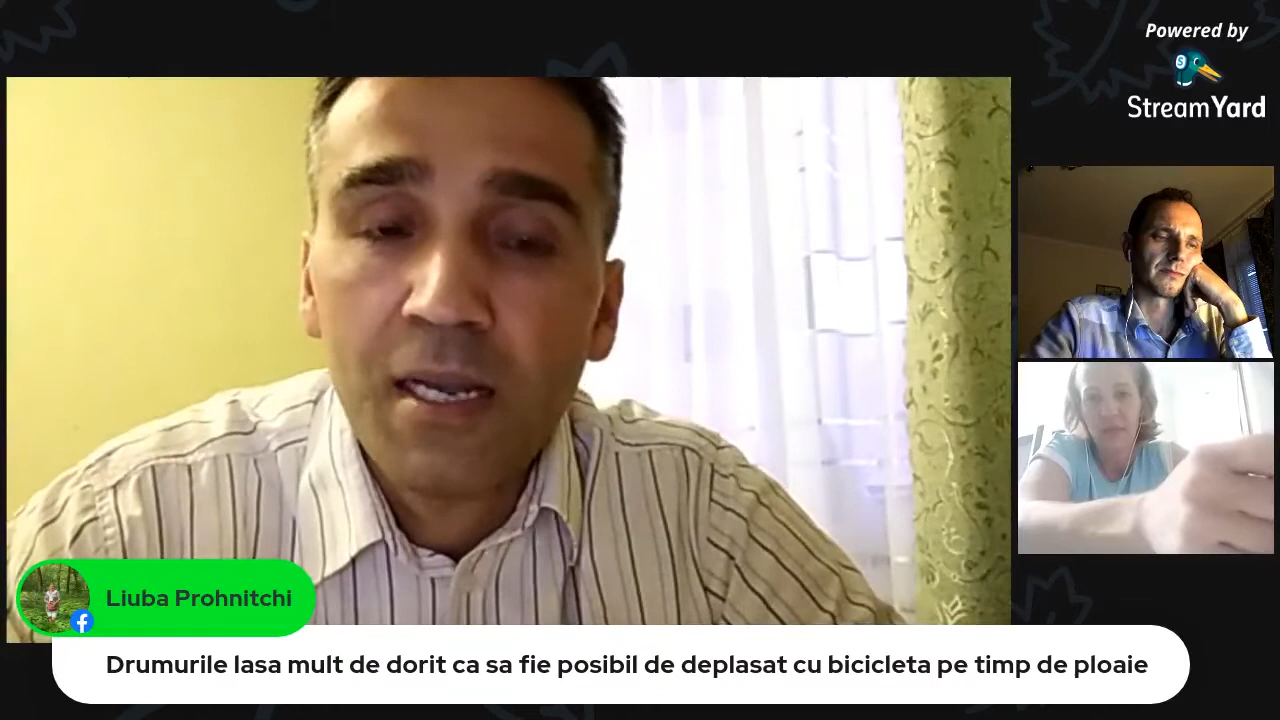 Powered by
StreamYard
Liuba Prohnitchi
Drumurile lasa mult de dorit ca sa fie posibil de deplasat cu bicicleta pe timp de ploaie